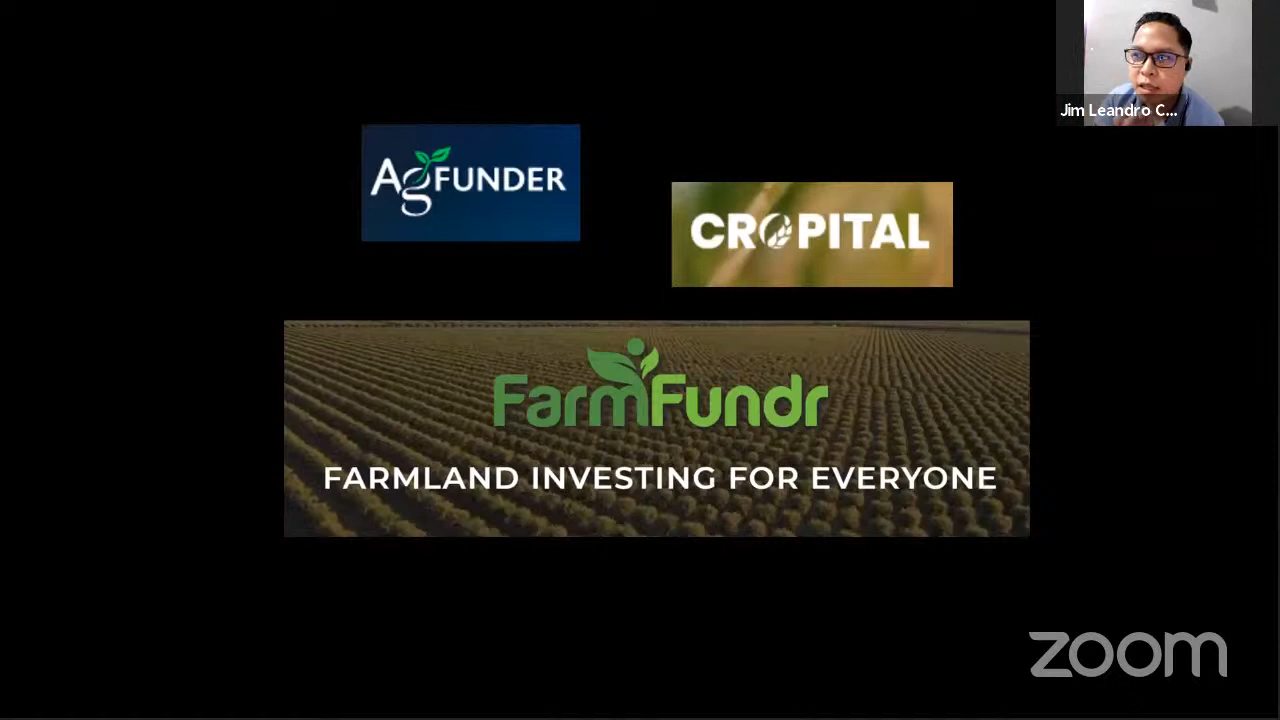 Jim Leandro C...
AgFUNDER
CROPITAL
FarmFundr
FARMLAND INVESTING FOR EVERYONE
zoom